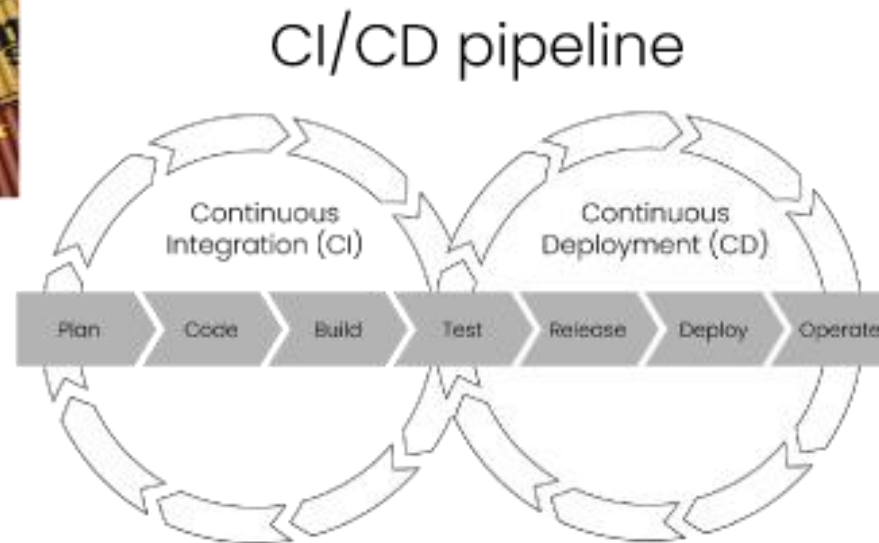 CI/CD pipeline
Continuous
Integration (CI)
Continuous
Deployment (CD)
Plan
Code
Build
Test
Release
Deploy
Operate